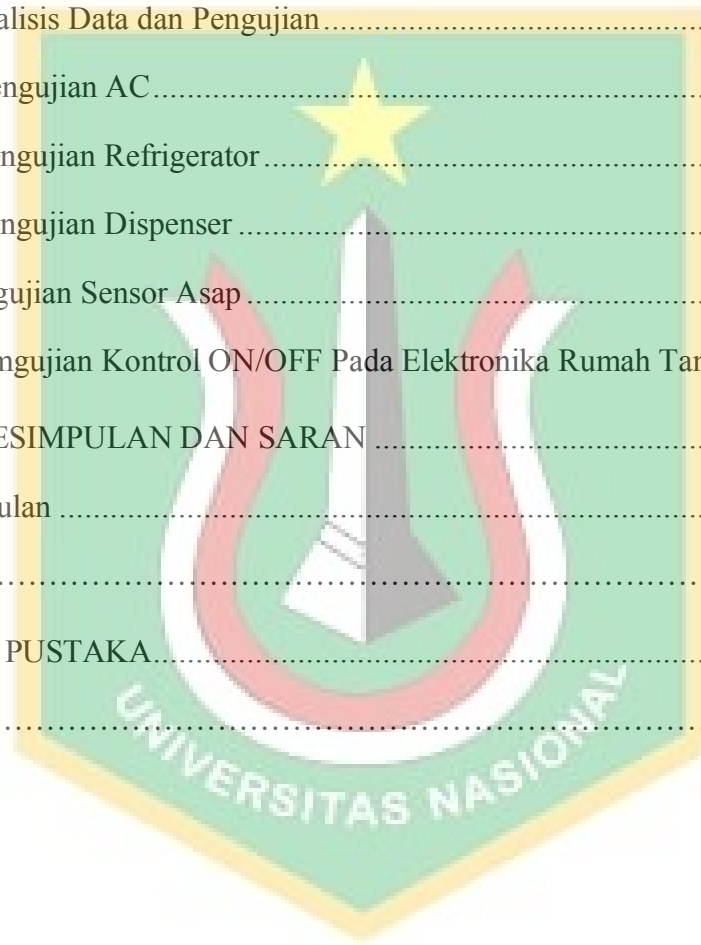 alisis Data dan Pengujian........................................
engujian AC........................................
ngujian Refrigerator........................................
ngujian Dispenser........................................
gujian Sensor Asap........................................
ngujian Kontrol ON/OFF Pada Elektronika Rumah Tan
ESIMPULAN DAN SARAN........................................
ulan........................................
........................................
PUSTAKA........................................
........................................
UNIVERSITAS NASIONAL